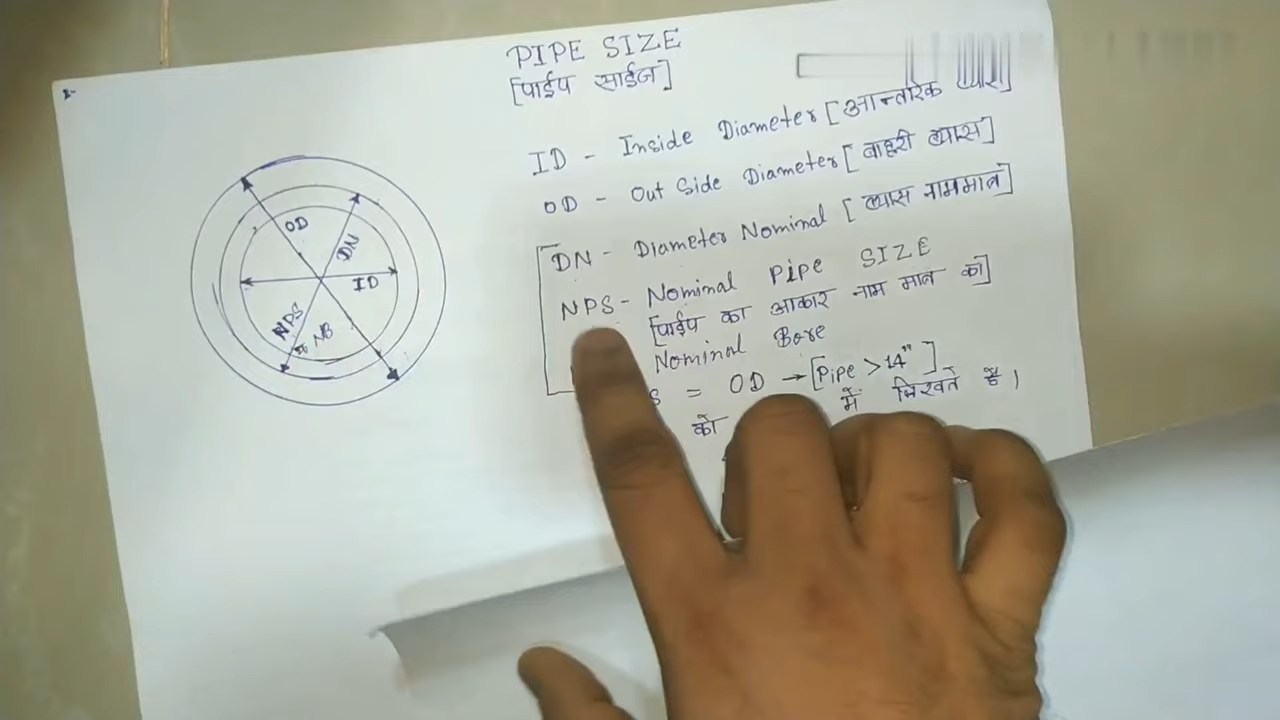 PIPE SIZE
[पाईप साईज]
ID - Inside Diameter [आन्तरिक व्यास]
OD - Out Side Diameter [बाहरी व्यास]
DN - Diameter Nominal [व्यास नाममात्र]
NPS - Nominal Pipe SIZE
[पाईप का आकार नाम मात्र का]
Nominal Bore
S = OD → [Pipe > 14"]
को में लिखते है।
OD
DN
ID
NPS
NB